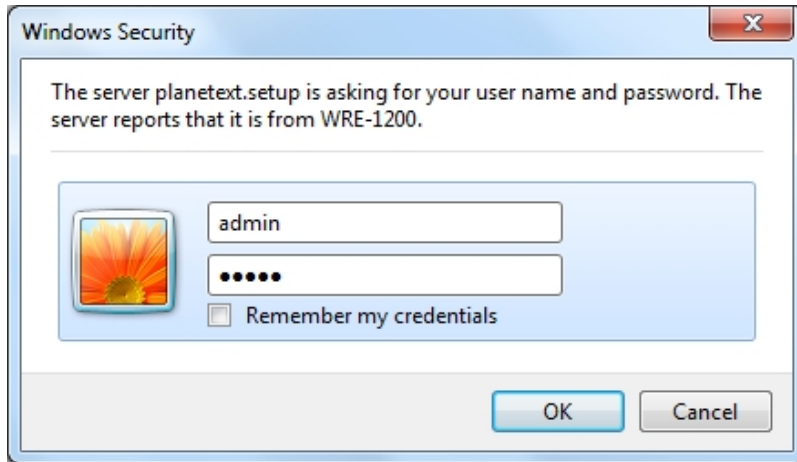 Windows Security
The server planetext.setup is asking for your user name and password. The
server reports that it is from WRE-1200.
admin
●●●●●
Remember my credentials
OK
Cancel